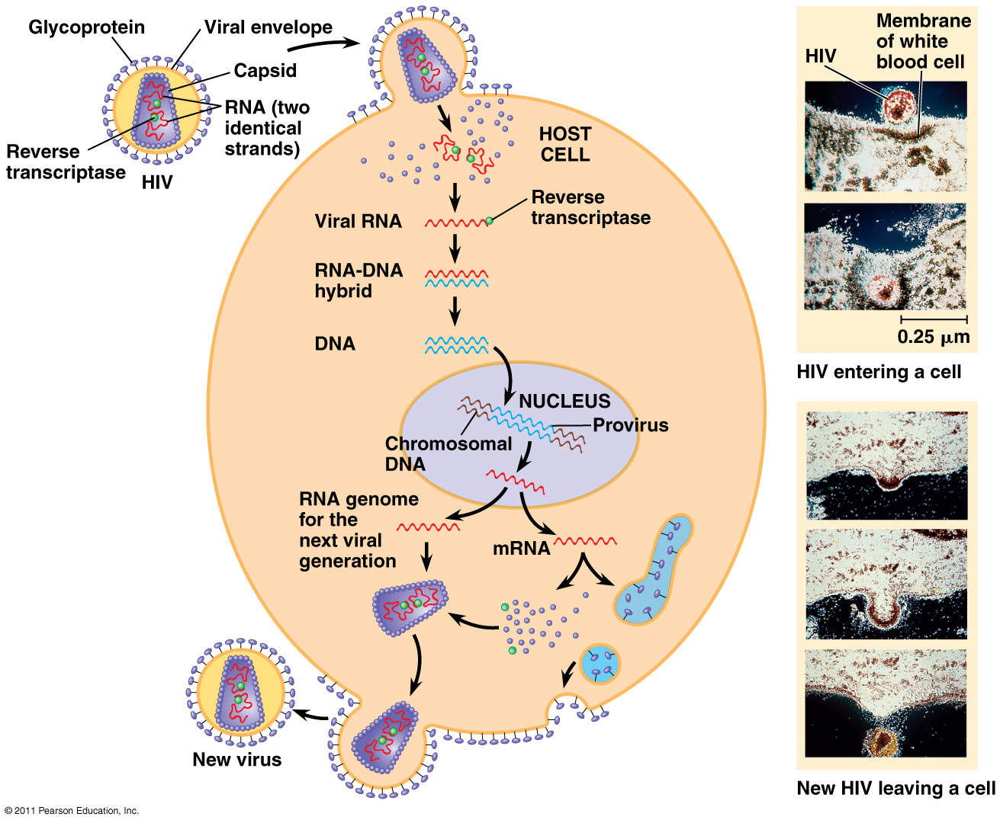 Glycoprotein
Viral envelope
Capsid
RNA (two
identical
strands)
Reverse
transcriptase
HIV
HOST
CELL
Reverse
transcriptase
Viral RNA
RNA-DNA
hybrid
DNA
NUCLEUS
Provirus
Chromosomal
DNA
RNA genome
for the
next viral
generation
mRNA
New virus
Membrane
of white
blood cell
HIV
0.25 µm
HIV entering a cell
New HIV leaving a cell
© 2011 Pearson Education, Inc.